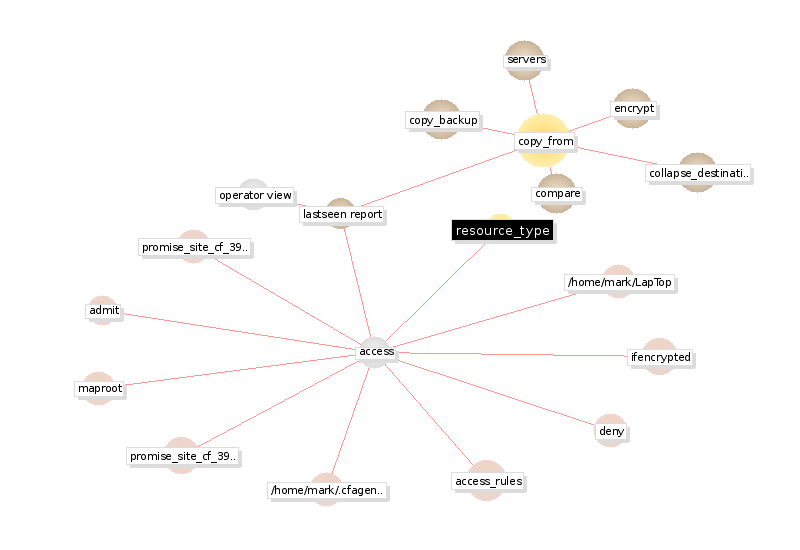 servers
encrypt
copy_backup
copy_from
collapse_destinati..
compare
operator view
lastseen report
resource_type
promise_site_cf_39..
/home/mark/LapTop
admit
access
ifencrypted
maproot
deny
promise_site_cf_39..
access_rules
/home/mark/.cfagen..